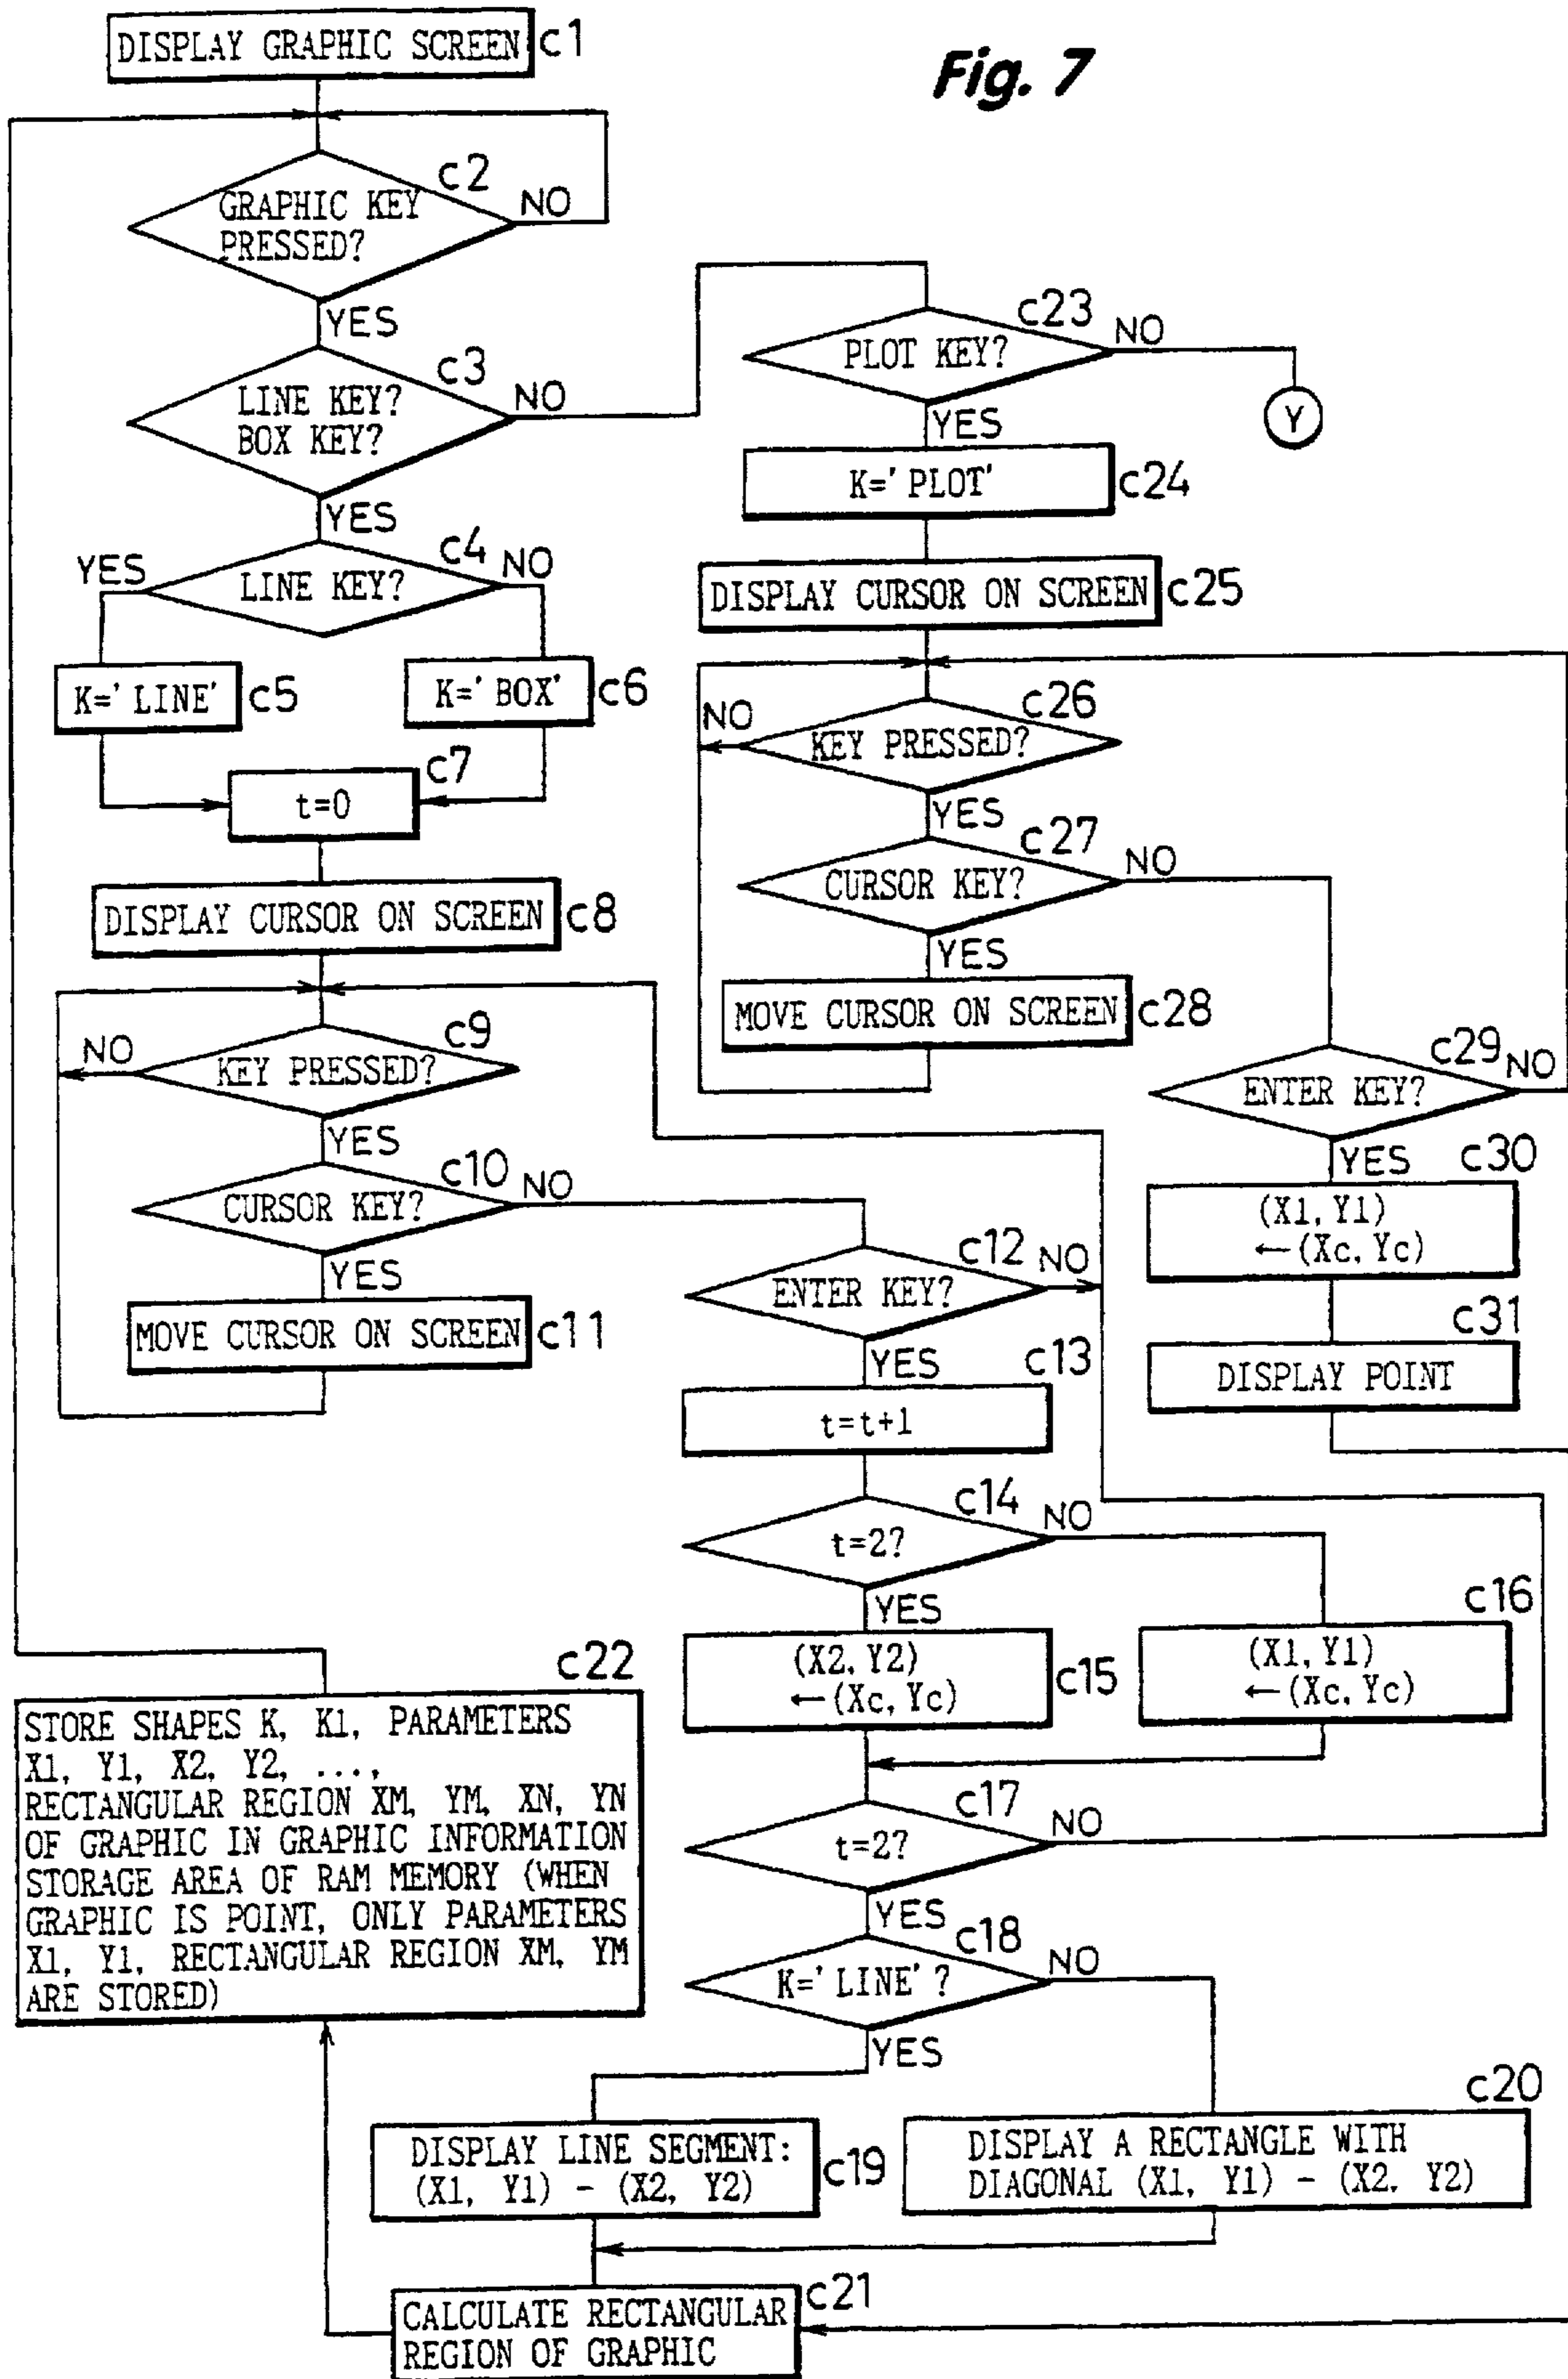 Fig. 7
DISPLAY GRAPHIC SCREEN
c1
c2
GRAPHIC KEY
PRESSED?
NO
YES
c3
LINE KEY?
BOX KEY?
NO
YES
c4
LINE KEY?
YES
NO
K='LINE'
c5
K='BOX'
c6
c7
t=0
DISPLAY CURSOR ON SCREEN
c8
c9
KEY PRESSED?
NO
YES
c10
CURSOR KEY?
NO
YES
MOVE CURSOR ON SCREEN
c11
c12
ENTER KEY?
NO
YES
c13
t=t+1
c14
t=2?
NO
YES
(X2, Y2)
←(Xc, Yc)
c15
c16
(X1, Y1)
←(Xc, Yc)
c17
t=2?
NO
YES
c18
K='LINE'?
NO
YES
DISPLAY LINE SEGMENT:
(X1, Y1) - (X2, Y2)
c19
c20
DISPLAY A RECTANGLE WITH
DIAGONAL (X1, Y1) - (X2, Y2)
c21
CALCULATE RECTANGULAR
REGION OF GRAPHIC
c22
STORE SHAPES K, K1, PARAMETERS
X1, Y1, X2, Y2, ...,
RECTANGULAR REGION XM, YM, XN, YN
OF GRAPHIC IN GRAPHIC INFORMATION
STORAGE AREA OF RAM MEMORY (WHEN
GRAPHIC IS POINT, ONLY PARAMETERS
X1, Y1, RECTANGULAR REGION XM, YM
ARE STORED)
c23
PLOT KEY?
NO
Y
YES
K='PLOT'
c24
DISPLAY CURSOR ON SCREEN
c25
c26
KEY PRESSED?
NO
YES
c27
CURSOR KEY?
NO
YES
MOVE CURSOR ON SCREEN
c28
c29
ENTER KEY?
NO
YES
c30
(X1, Y1)
←(Xc, Yc)
c31
DISPLAY POINT